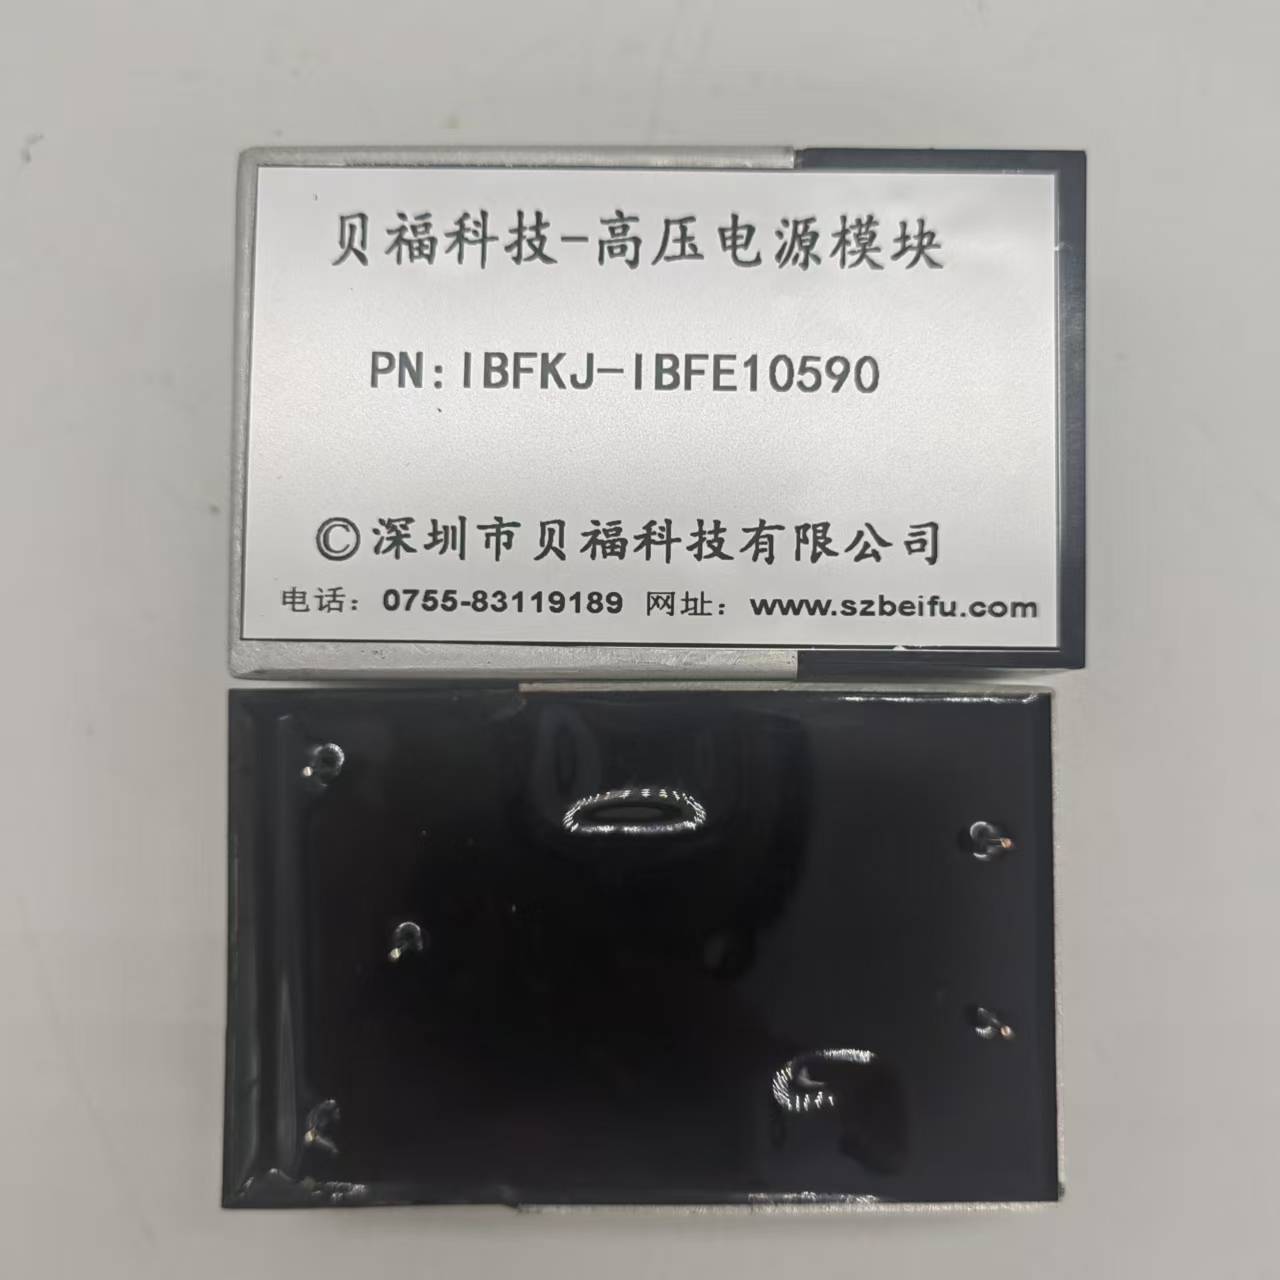 贝福科技-高压电源模块
PN:IBFKJ-IBFE10590
©深圳市贝福科技有限公司
电话：0755-83119189 网址：www.szbeifu.com